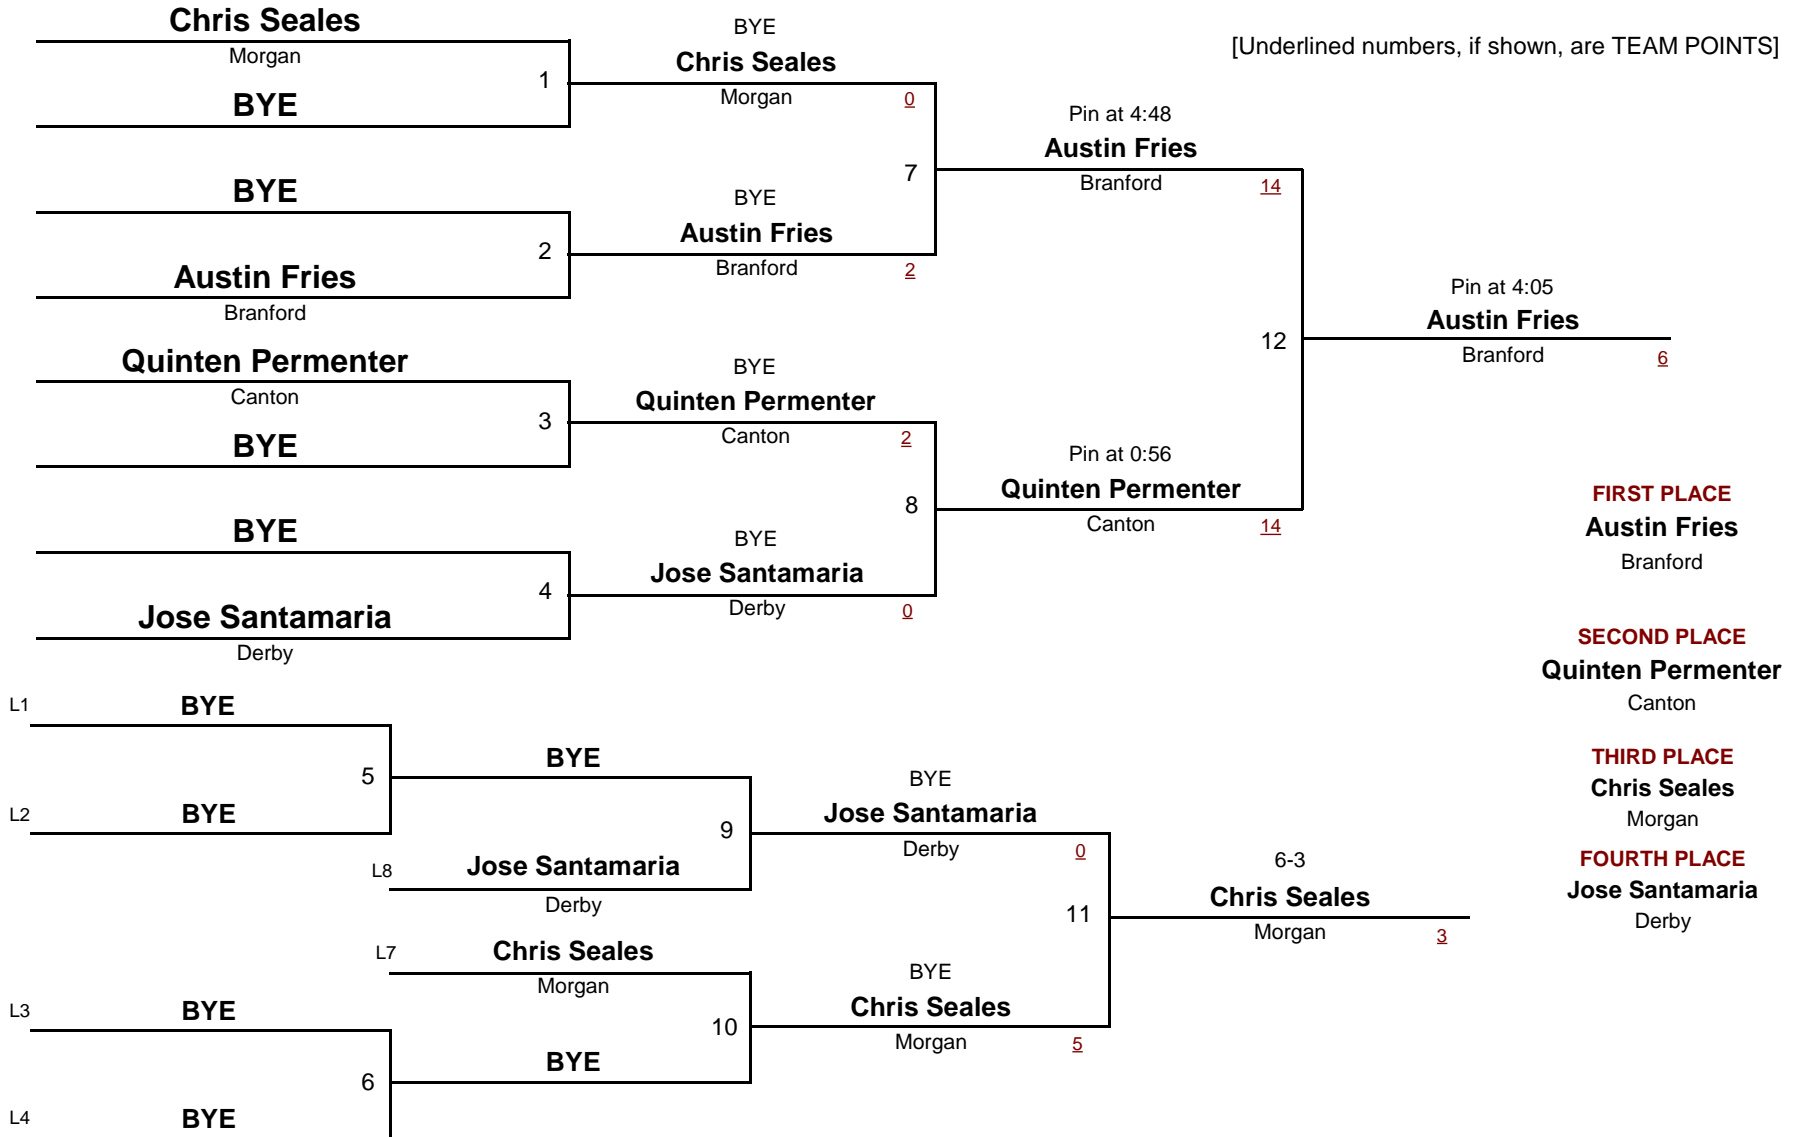 Chris Seales
Morgan
1
BYE
BYE
2
Austin Fries
Branford
Quinten Permenter
Canton
3
BYE
BYE
4
Jose Santamaria
Derby
BYE
Chris Seales
Morgan
0
7
BYE
Austin Fries
Branford
2
BYE
Quinten Permenter
Canton
2
8
BYE
Jose Santamaria
Derby
0
[Underlined numbers, if shown, are TEAM POINTS]
Pin at 4:48
Austin Fries
Branford
14
12
Pin at 0:56
Quinten Permenter
Canton
14
Pin at 4:05
Austin Fries
Branford
6
FIRST PLACE
Austin Fries
Branford
SECOND PLACE
Quinten Permenter
Canton
THIRD PLACE
Chris Seales
Morgan
FOURTH PLACE
Jose Santamaria
Derby
L1
BYE
5
L2
BYE
BYE
9
L8
Jose Santamaria
Derby
L7
Chris Seales
Morgan
10
BYE
L3
BYE
6
L4
BYE
BYE
Jose Santamaria
Derby
0
11
BYE
Chris Seales
Morgan
5
6-3
Chris Seales
Morgan
3